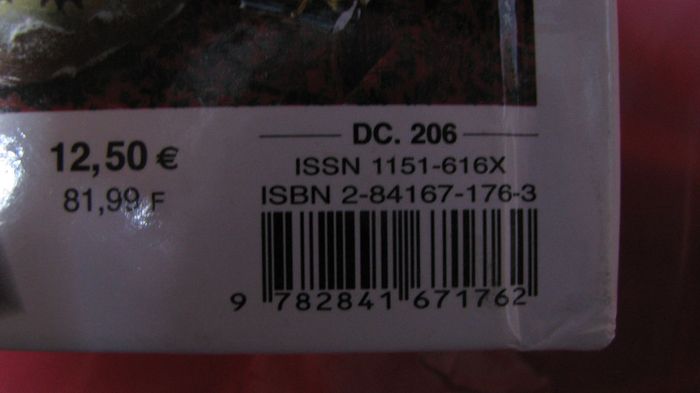 12,50 €
81,99 F
DC. 206
ISSN 1151-616X
ISBN 2-84167-176-3
9 782841 671762